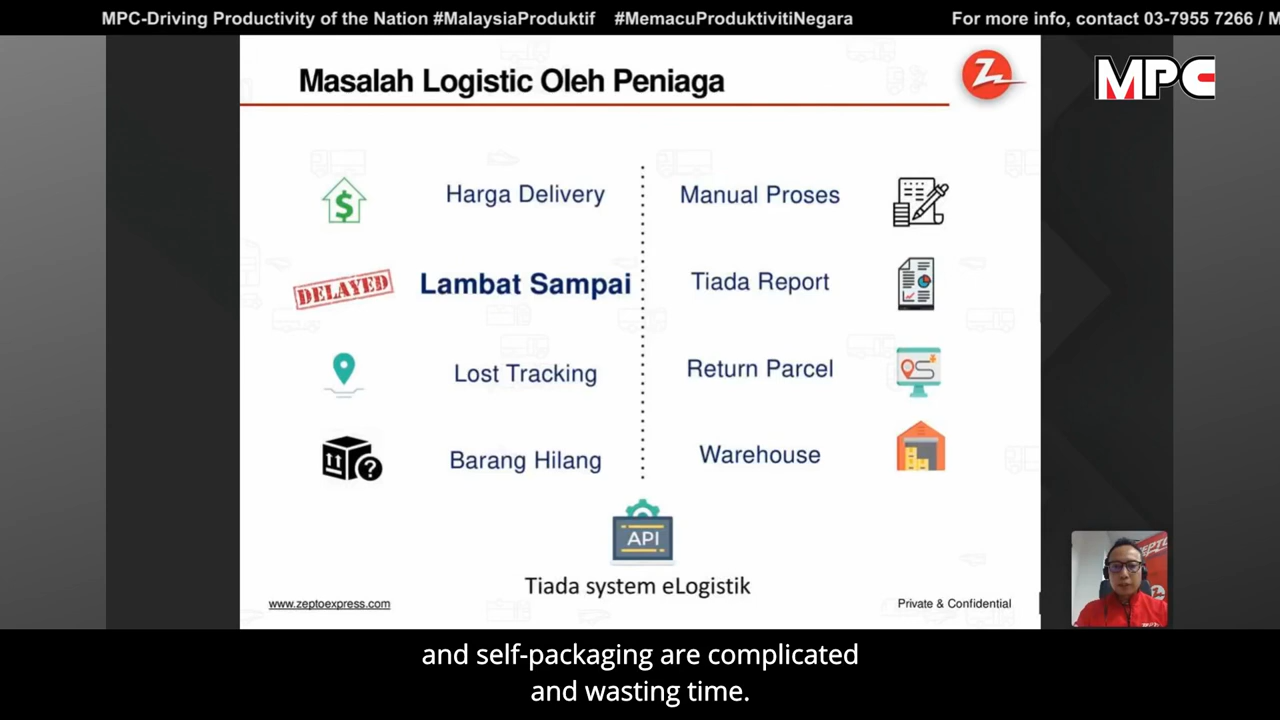 MPC-Driving Productivity of the Nation #MalaysiaProduktif #MemacuProduktivitiNegara For more info, contact 03-7955 7266 / M
Masalah Logistic Oleh Peniaga
Z
MPC
Harga Delivery
Manual Proses
DELAYED
Lambat Sampai
Tiada Report
Lost Tracking
Return Parcel
Barang Hilang
Warehouse
API
Tiada system eLogistik
www.zeptoexpress.com
Private & Confidential
and self-packaging are complicated
and wasting time.